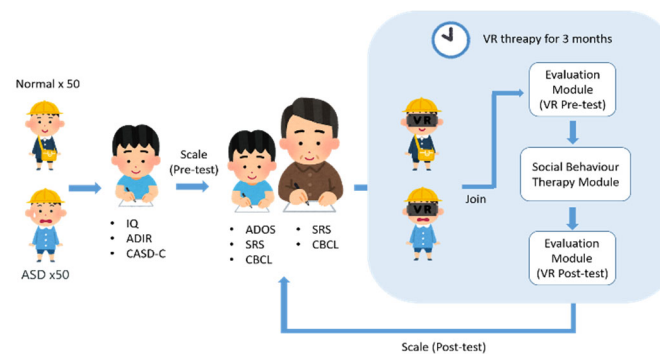 VR threapy for 3 months
Normal x 50
Evaluation
Module
(VR Pre-test)
VR
Scale
(Pre-test)
Social Behaviour
Therapy Module
VR
Join
• IQ
• ADIR
• CASD-C
• ADOS
• SRS
• CBCL
• SRS
• CBCL
Evaluation
Module
(VR Post-test)
ASD x50
Scale (Post-test)